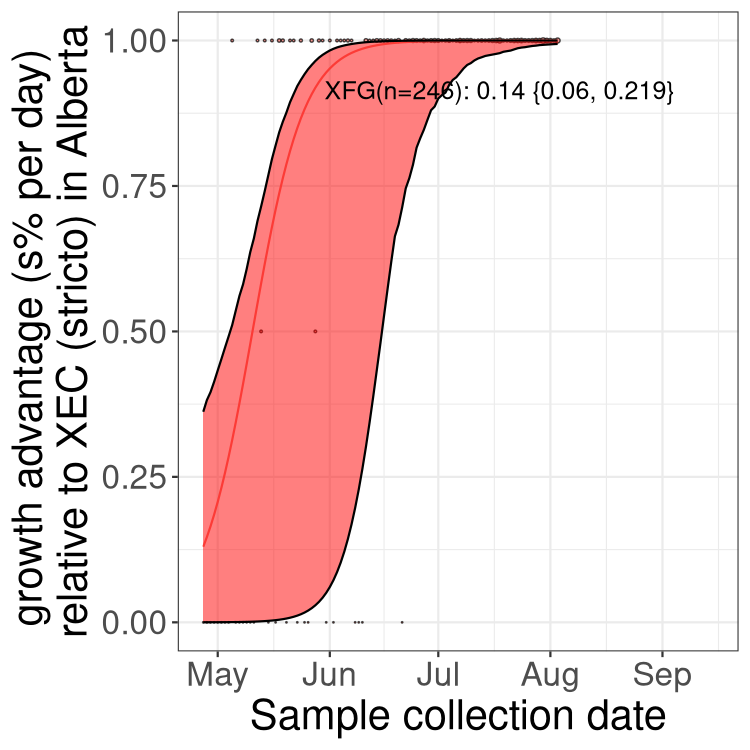 growth advantage (s% per day)
relative to XEC (stricto) in Alberta
1.00
0.75
0.50
0.25
0.00
XFG(n=246): 0.14 {0.06, 0.219}
May Jun Jul Aug Sep
Sample collection date